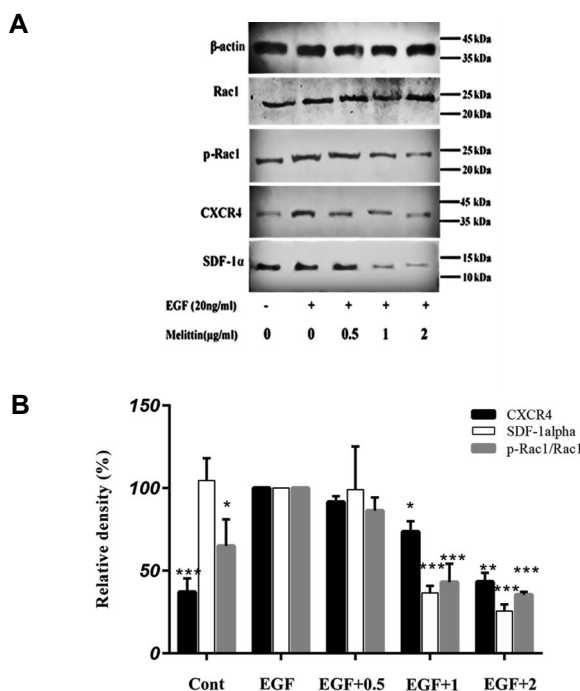 A
β-actin
45 kDa
35 kDa
Rac1
25 kDa
20 kDa
p-Rac1
25 kDa
20 kDa
CXCR4
45 kDa
35 kDa
SDF-1α
15 kDa
10 kDa
EGF (20ng/ml) - + + + +
Melittin(μg/ml) 0 0 0.5 1 2
B
Relative density (%)
150
100
50
0
CXCR4
SDF-1alpha
p-Rac1/Rac1
***
*
*
***
***
**
***
***
Cont EGF EGF+0.5 EGF+1 EGF+2